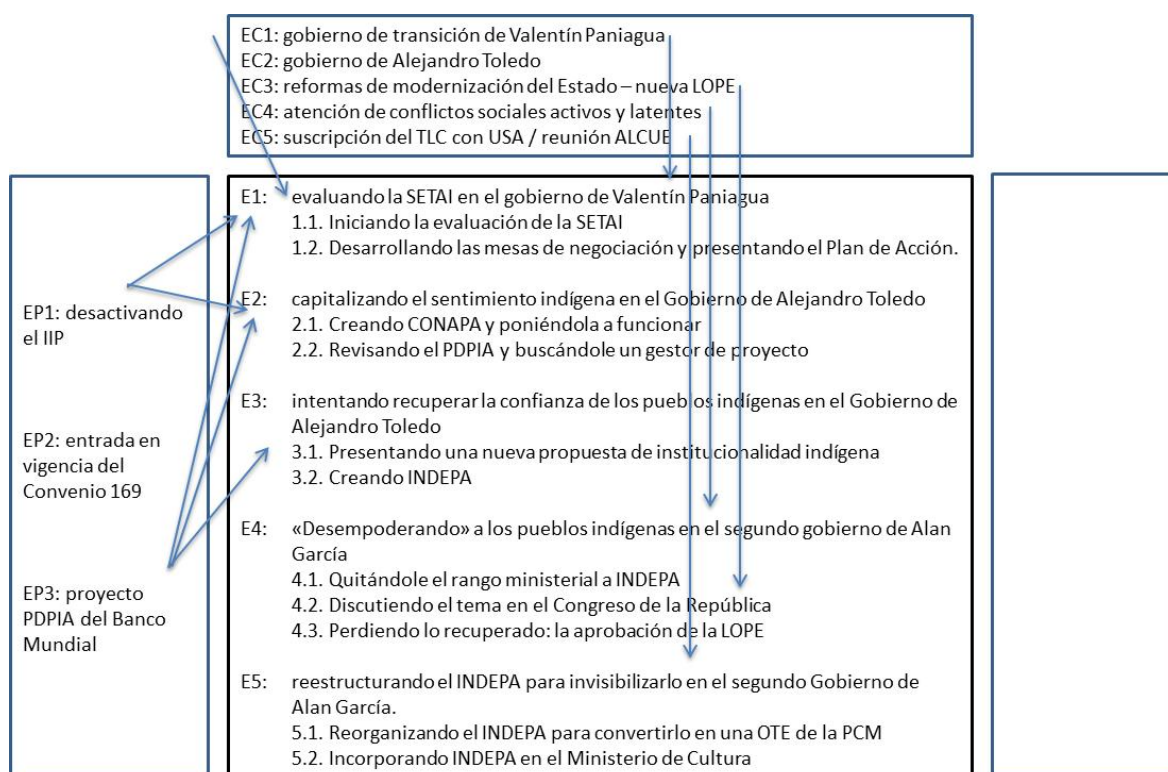 EC1: gobierno de transición de Valentín Paniagua
EC2: gobierno de Alejandro Toledo
EC3: reformas de modernización del Estado – nueva LOPE
EC4: atención de conflictos sociales activos y latentes
EC5: suscripción del TLC con USA / reunión ALCUE
EP1: desactivando
el IIP
EP2: entrada en
vigencia del
Convenio 169
EP3: proyecto
PDPIA del Banco
Mundial
E1: evaluando la SETAI en el gobierno de Valentín Paniagua
1.1. Iniciando la evaluación de la SETAI
1.2. Desarrollando las mesas de negociación y presentando el Plan de Acción.
E2: capitalizando el sentimiento indígena en el Gobierno de Alejandro Toledo
2.1. Creando CONAPA y poniéndola a funcionar
2.2. Revisando el PDPIA y buscándole un gestor de proyecto
E3: intentando recuperar la confianza de los pueblos indígenas en el Gobierno de
Alejandro Toledo
3.1. Presentando una nueva propuesta de institucionalidad indígena
3.2. Creando INDEPA
E4: «Desempoderando» a los pueblos indígenas en el segundo gobierno de Alan
García
4.1. Quitándole el rango ministerial a INDEPA
4.2. Discutiendo el tema en el Congreso de la República
4.3. Perdiendo lo recuperado: la aprobación de la LOPE
E5: reestructurando el INDEPA para invisibilizarlo en el segundo Gobierno de
Alan García.
5.1. Reorganizando el INDEPA para convertirlo en una OTE de la PCM
5.2. Incorporando INDEPA en el Ministerio de Cultura